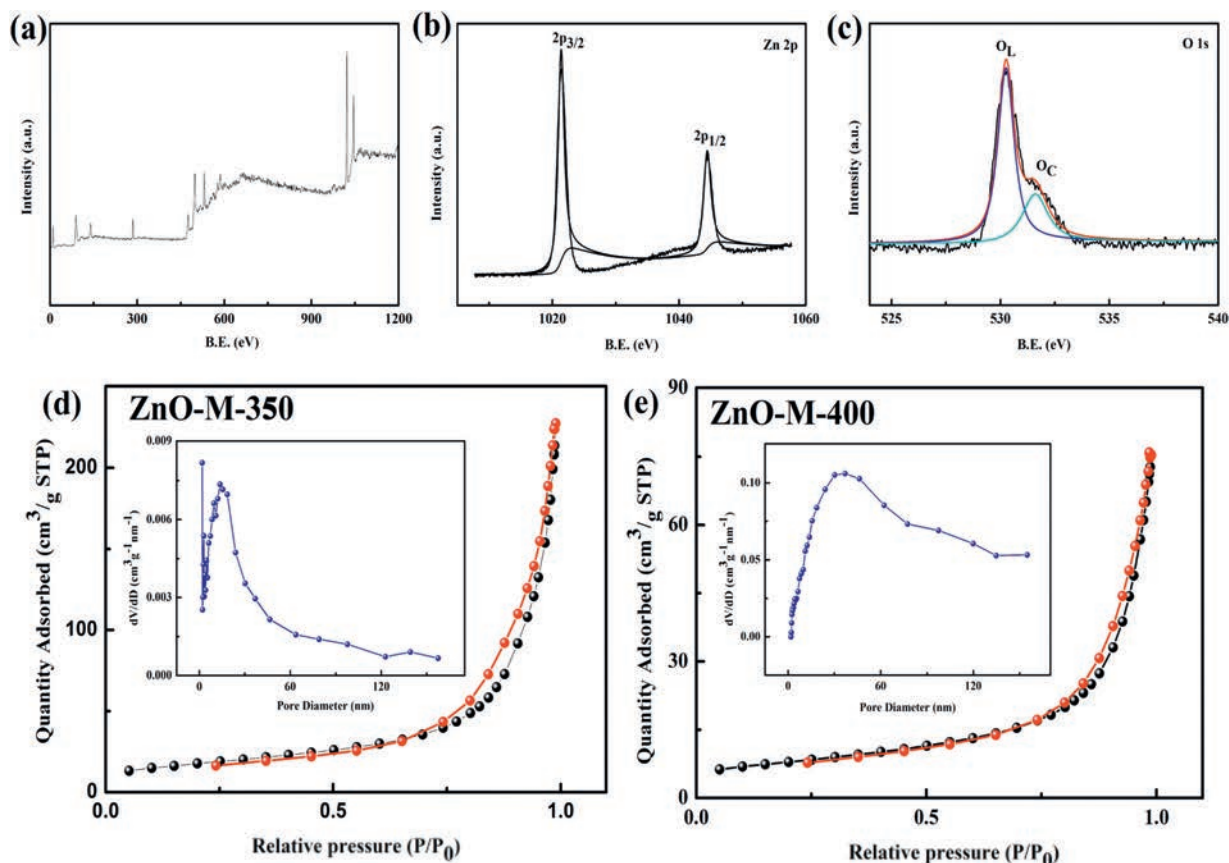 (a)
Intensity (a.u.)
0 300 600 900 1200
B.E. (eV)
(b)
2p3/2
Zn 2p
2p1/2
Intensity (a.u.)
1020 1040 1060
B.E. (eV)
(c)
OL
O 1s
OC
Intensity (a.u.)
525 530 535 540
B.E. (eV)
(d)
ZnO-M-350
Quantity Adsorbed (cm3/g STP)
200
100
0
0.0 0.5 1.0
Relative pressure (P/P0)
dV/dD (cm3g-1nm-1)
0.009
0.006
0.003
0.000
0 60 120
Pore Diameter (nm)
(e)
ZnO-M-400
Quantity Adsorbed (cm3/g STP)
90
60
30
0
0.0 0.5 1.0
Relative pressure (P/P0)
dV/dD (cm3g-1nm-1)
0.10
0.05
0.00
0 60 120
Pore Diameter (nm)